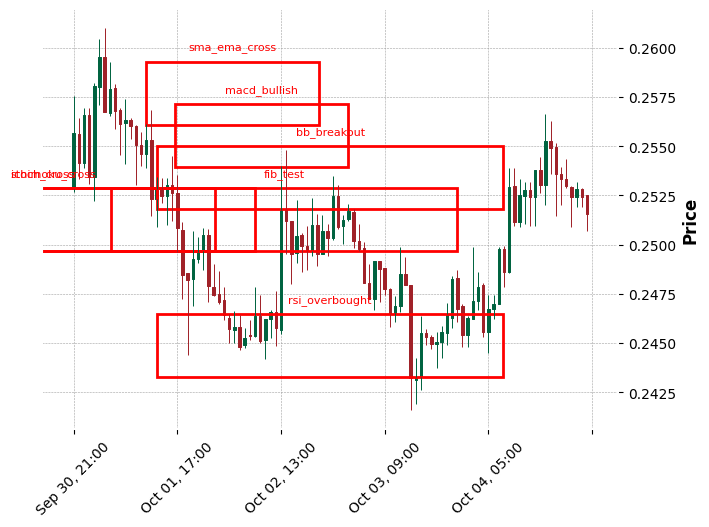 sma_ema_cross
0.2600
macd_bullish
0.2575
bb_breakout
0.2550
fib_test
0.2525
Price
0.2500
rsi_overbought
0.2475
0.2450
0.2425
Sep 30, 21:00
Oct 01, 17:00
Oct 02, 13:00
Oct 03, 09:00
Oct 04, 05:00